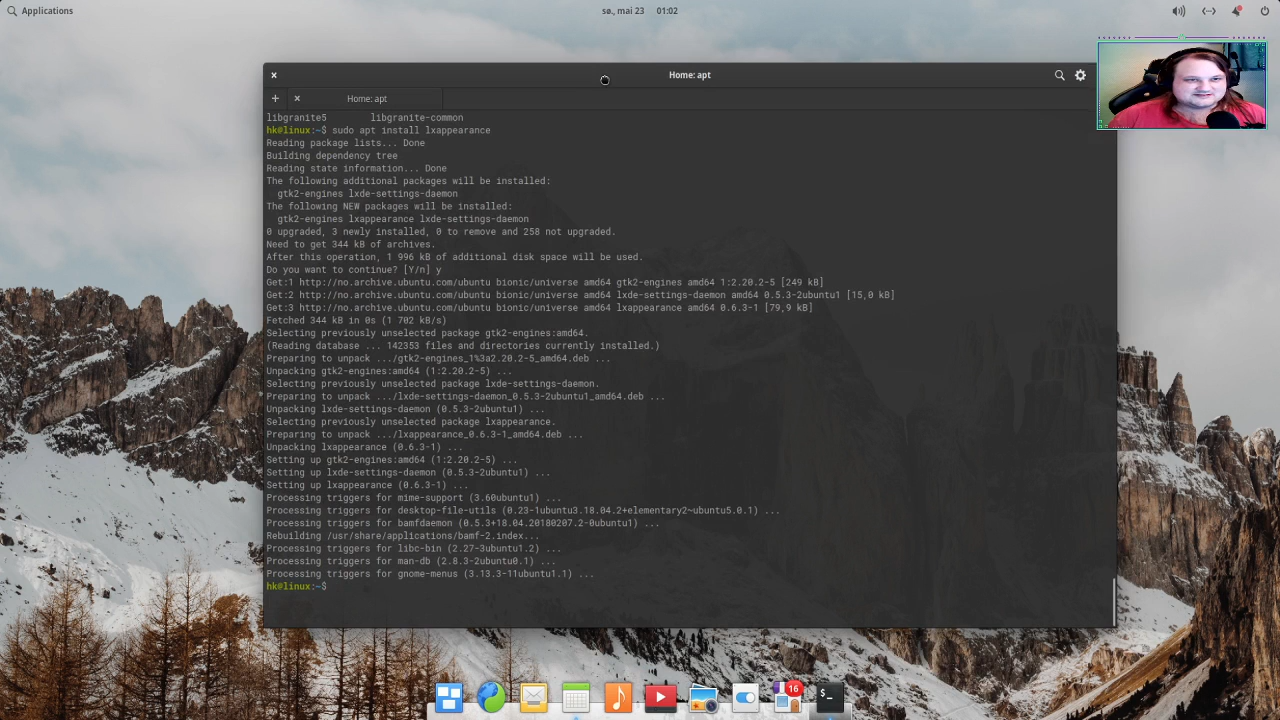 Applications
sø., mai 23 01:02
Home: apt
Home: apt
libgranite5 libgranite-common
hk@linux:~$ sudo apt install lxappearance
Reading package lists... Done
Building dependency tree
Reading state information... Done
The following additional packages will be installed:
gtk2-engines lxde-settings-daemon
The following NEW packages will be installed:
gtk2-engines lxappearance lxde-settings-daemon
0 upgraded, 3 newly installed, 0 to remove and 258 not upgraded.
Need to get 344 kB of archives.
After this operation, 1 996 kB of additional disk space will be used.
Do you want to continue? [Y/n] y
Get:1 http://no.archive.ubuntu.com/ubuntu bionic/universe amd64 gtk2-engines amd64 1:2.20.2-5 [249 kB]
Get:2 http://no.archive.ubuntu.com/ubuntu bionic/universe amd64 lxde-settings-daemon amd64 0.5.3-2ubuntu1 [15,0 kB]
Get:3 http://no.archive.ubuntu.com/ubuntu bionic/universe amd64 lxappearance amd64 0.6.3-1 [79,9 kB]
Fetched 344 kB in 0s (1 702 kB/s)
Selecting previously unselected package gtk2-engines:amd64.
(Reading database ... 142353 files and directories currently installed.)
Preparing to unpack .../gtk2-engines_1%3a2.20.2-5_amd64.deb ...
Unpacking gtk2-engines:amd64 (1:2.20.2-5) ...
Selecting previously unselected package lxde-settings-daemon.
Preparing to unpack .../lxde-settings-daemon_0.5.3-2ubuntu1_amd64.deb ...
Unpacking lxde-settings-daemon (0.5.3-2ubuntu1) ...
Selecting previously unselected package lxappearance.
Preparing to unpack .../lxappearance_0.6.3-1_amd64.deb ...
Unpacking lxappearance (0.6.3-1) ...
Setting up gtk2-engines:amd64 (1:2.20.2-5) ...
Setting up lxde-settings-daemon (0.5.3-2ubuntu1) ...
Setting up lxappearance (0.6.3-1) ...
Processing triggers for mime-support (3.60ubuntu1) ...
Processing triggers for desktop-file-utils (0.23-1ubuntu3.18.04.2+elementary2~ubuntu5.0.1) ...
Processing triggers for bamfdaemon (0.5.3+18.04.20180207.2-0ubuntu1) ...
Rebuilding /usr/share/applications/bamf-2.index...
Processing triggers for libc-bin (2.27-3ubuntu1.2) ...
Processing triggers for man-db (2.8.3-2ubuntu0.1) ...
Processing triggers for gnome-menus (3.13.3-11ubuntu1.1) ...
hk@linux:~$
16